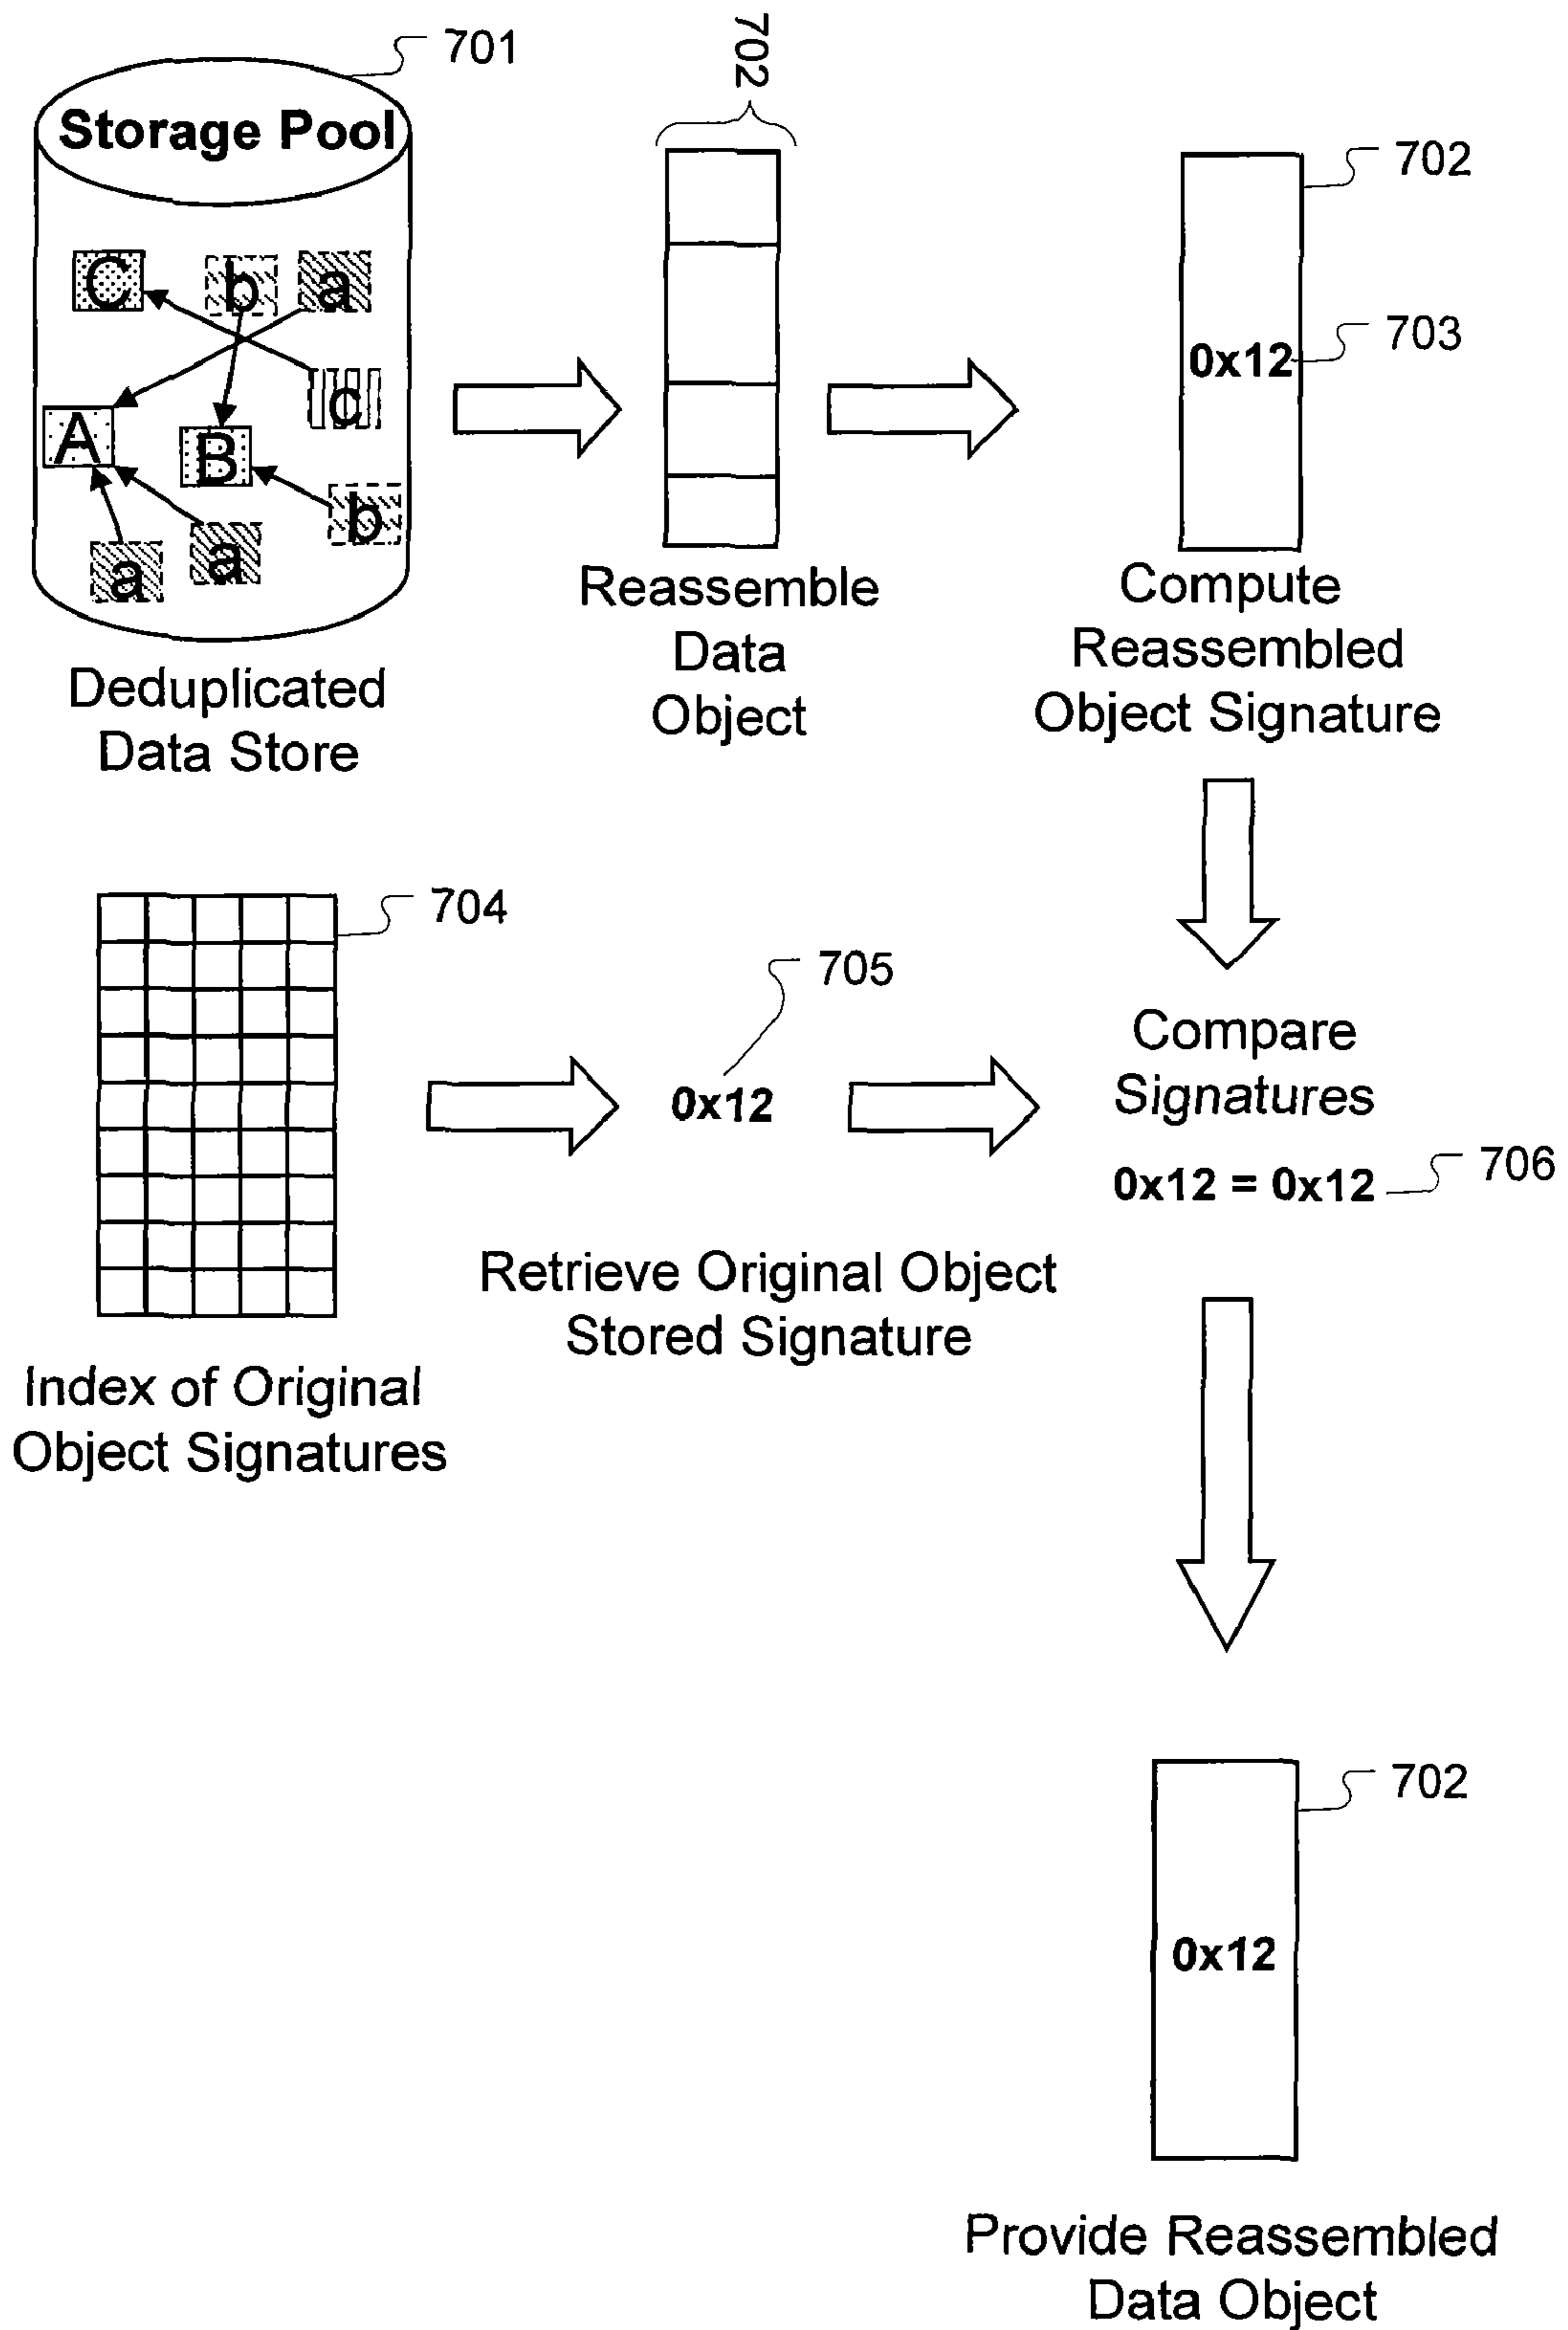 701
702
Storage Pool
702
C
b
a
703
0x12
c
A
B
b
a
a
Reassemble
Data
Object
Compute
Reassembled
Object Signature
Deduplicated
Data Store
704
705
Compare
Signatures
0x12
706
0x12 = 0x12
Retrieve Original Object
Stored Signature
Index of Original
Object Signatures
702
0x12
Provide Reassembled
Data Object